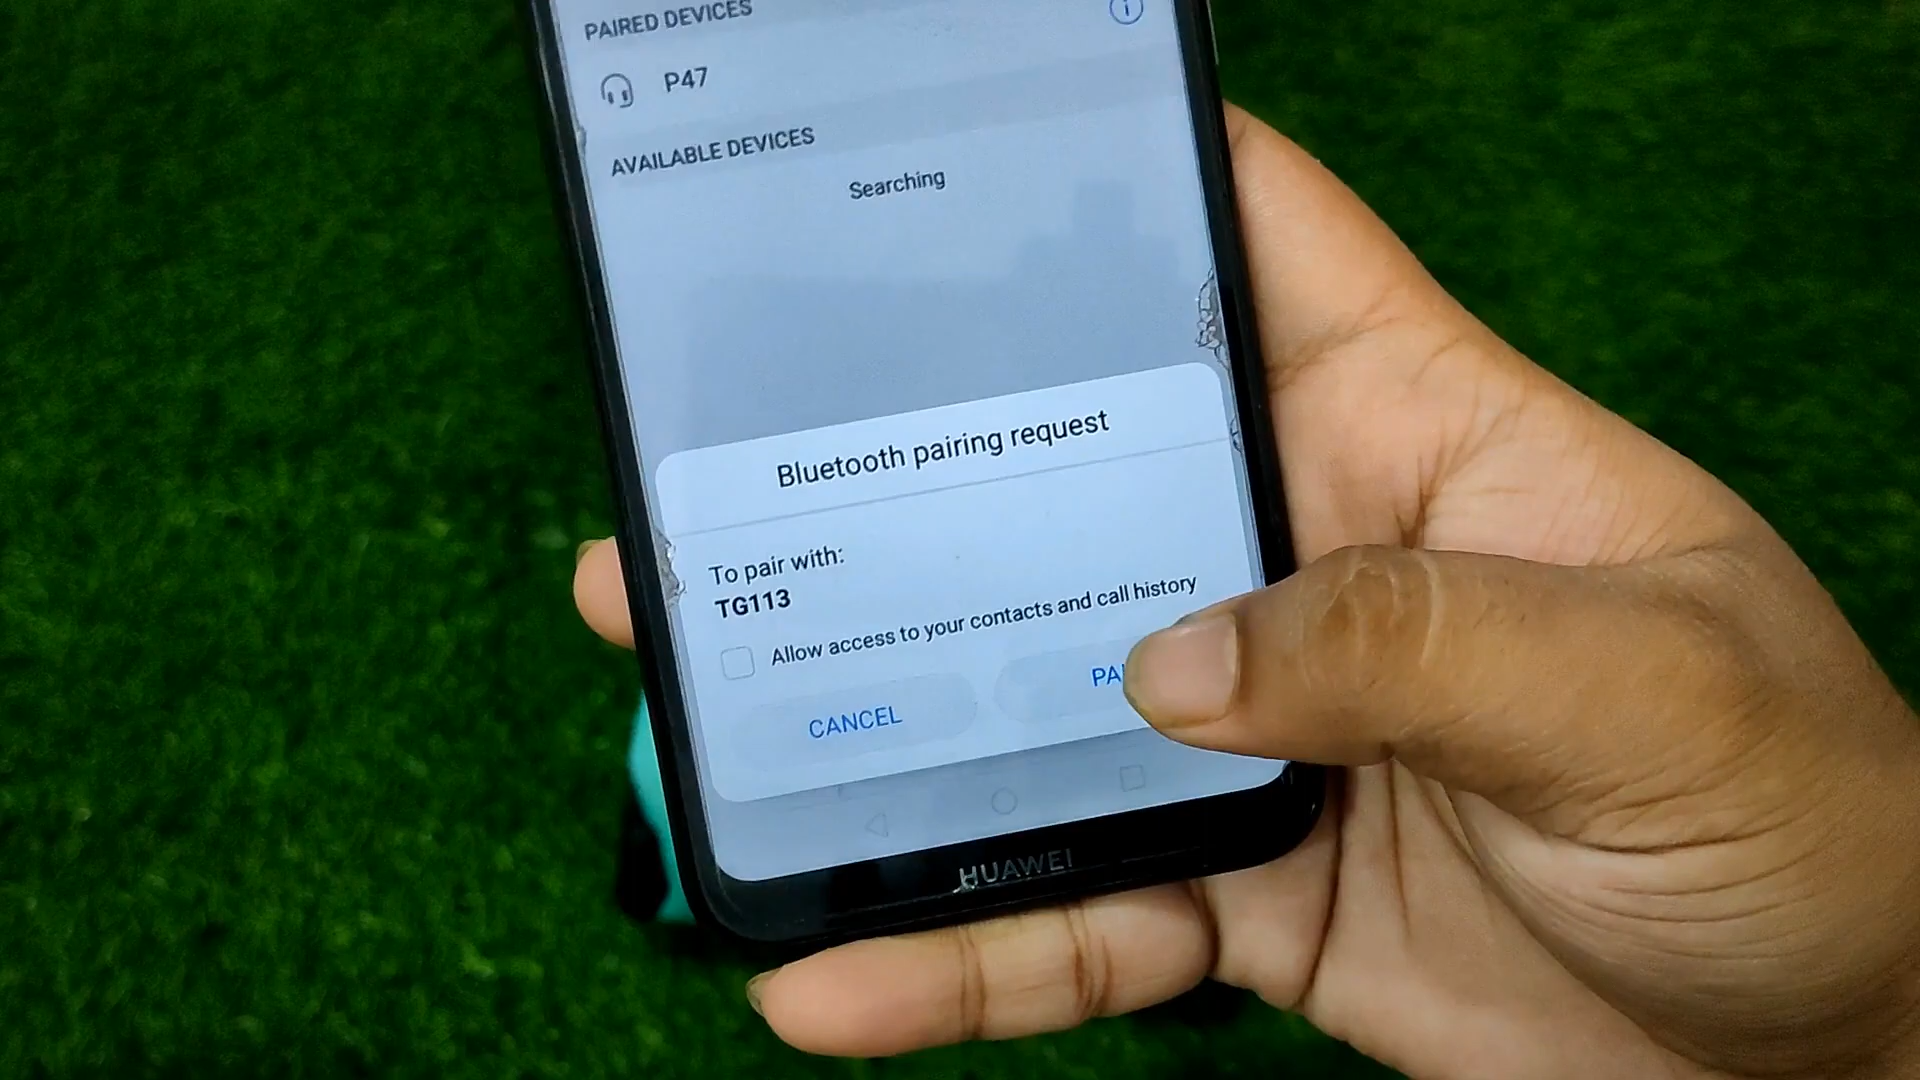 PAIRED DEVICES
P47
AVAILABLE DEVICES
Searching
Bluetooth pairing request
To pair with:
TG113
Allow access to your contacts and call history
CANCEL
HUAWEI